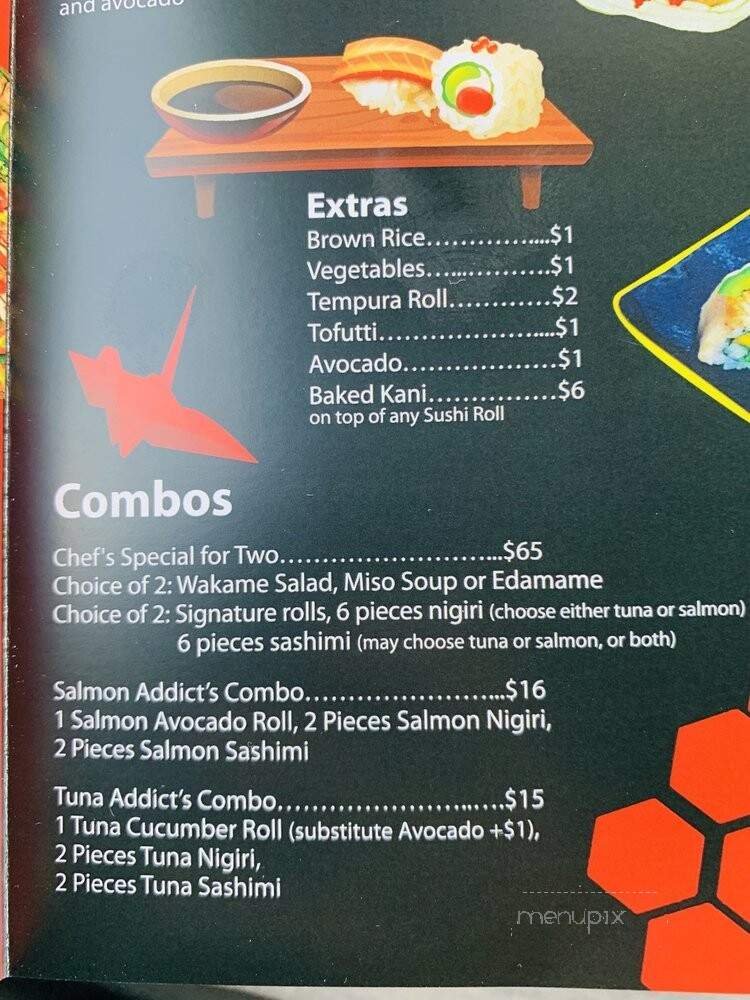 and avocado
Extras
Brown Rice................$1
Vegetables................$1
Tempura Roll............$2
Tofutti.....................$1
Avocado..................$1
Baked Kani...............$6
on top of any Sushi Roll
Combos
Chef's Special for Two...........................$65
Choice of 2: Wakame Salad, Miso Soup or Edamame
Choice of 2: Signature rolls, 6 pieces nigiri (choose either tuna or salmon)
6 pieces sashimi (may choose tuna or salmon, or both)
Salmon Addict's Combo........................$16
1 Salmon Avocado Roll, 2 Pieces Salmon Nigiri,
2 Pieces Salmon Sashimi
Tuna Addict's Combo...........................$15
1 Tuna Cucumber Roll (substitute Avocado +$1),
2 Pieces Tuna Nigiri,
2 Pieces Tuna Sashimi
menupix